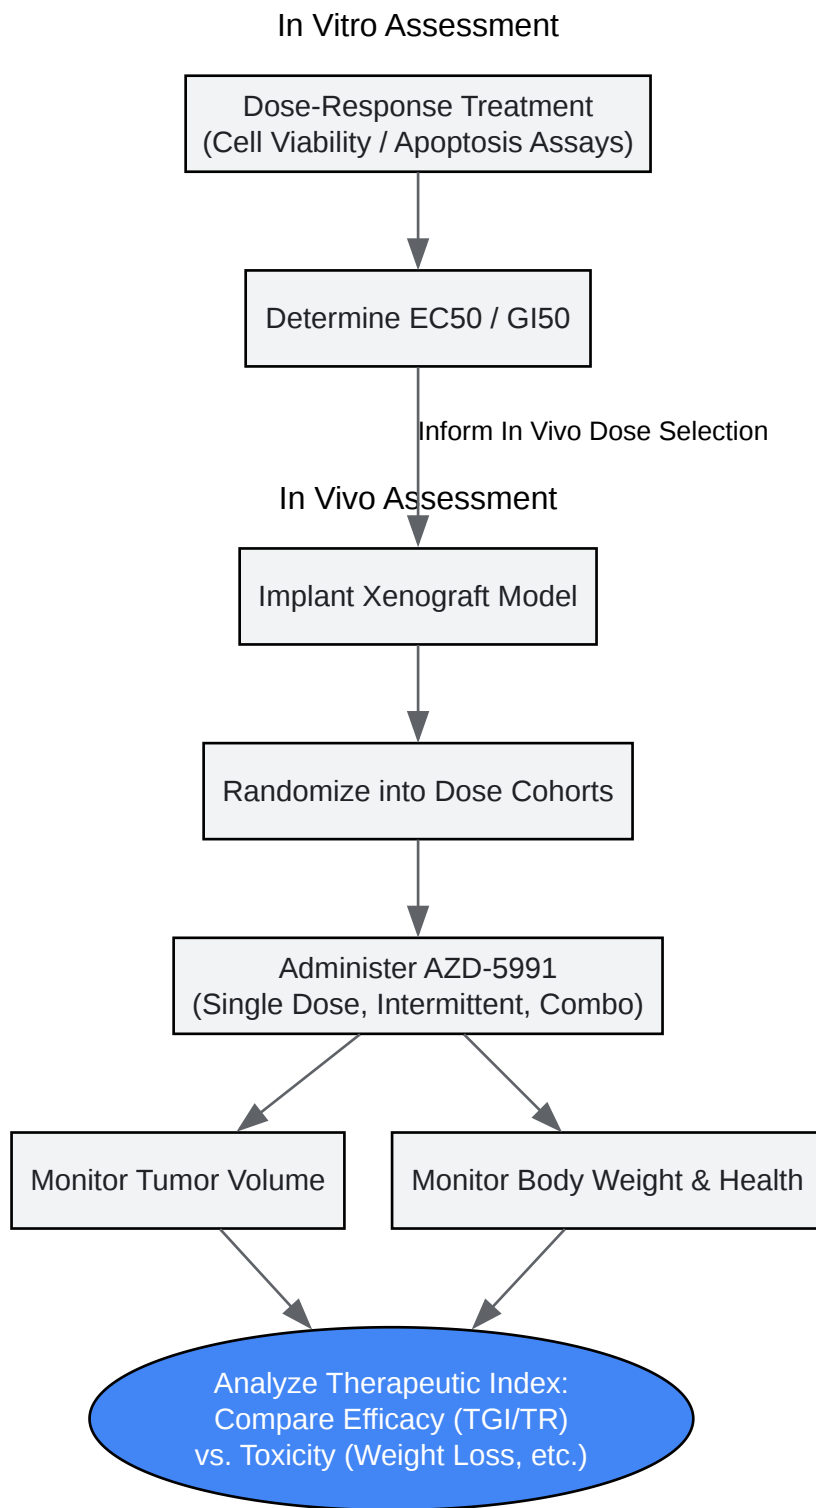 In Vitro Assessment
Dose-Response Treatment
(Cell Viability / Apoptosis Assays)
Determine EC50 / GI50
Inform In Vivo Dose Selection
In Vivo Assessment
Implant Xenograft Model
Randomize into Dose Cohorts
Administer AZD-5991
(Single Dose, Intermittent, Combo)
Monitor Tumor Volume
Monitor Body Weight & Health
Analyze Therapeutic Index:
Compare Efficacy (TGI/TR)
vs. Toxicity (Weight Loss, etc.)